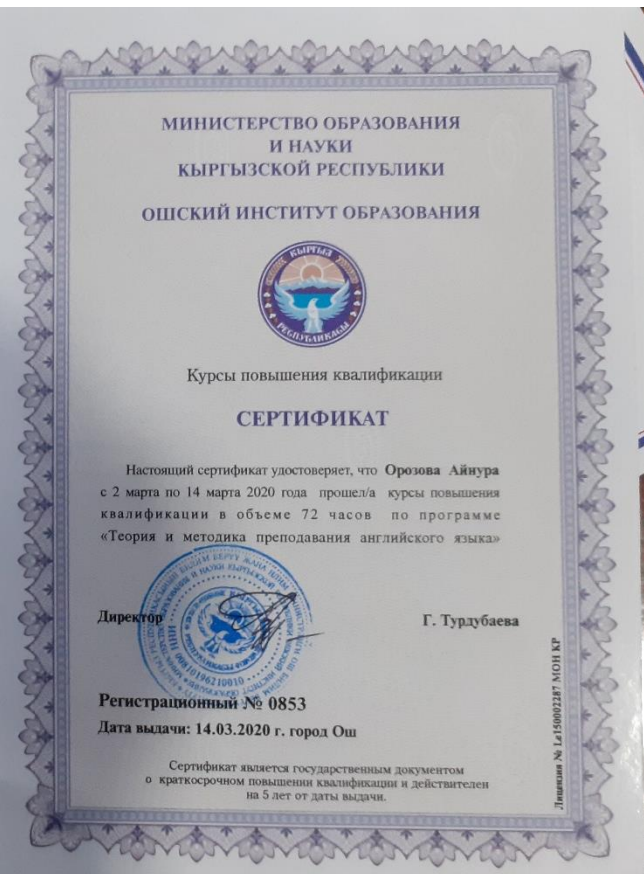 МИНИСТЕРСТВО ОБРАЗОВАНИЯ
И НАУКИ
КЫРГЫЗСКОЙ РЕСПУБЛИКИ
ОШСКИЙ ИНСТИТУТ ОБРАЗОВАНИЯ
КЫРГЫЗ
РЕСПУБЛИКАСЫ
Курсы повышения квалификации
СЕРТИФИКАТ
Настоящий сертификат удостоверяет, что Орозова Айнура
с 2 марта по 14 марта 2020 года прошел/а курсы повышения
квалификации в объеме 72 часов по программе
«Теория и методика преподавания английского языка»
Директор
Г. Турдубаева
Регистрационный № 0853
Дата выдачи: 14.03.2020 г. город Ош
Сертификат является государственным документом
о краткосрочном повышении квалификации и действителен
на 5 лет от даты выдачи.
Лицензия № Le150002287 МОН КР